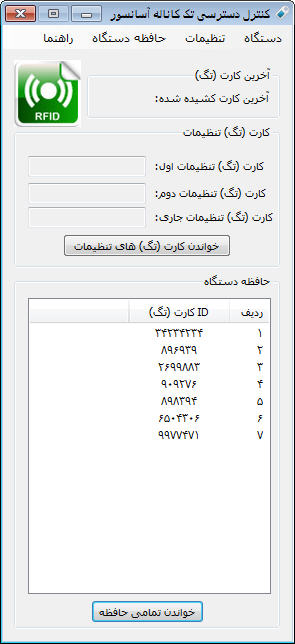 کنترل دسترسی تک کاناله آسانسور
دستگاه تنظیمات حافظه دستگاه راهنما
RFID
آخرین کارت (تگ)
آخرین کارت کشیده شده:
کارت (تگ) تنظیمات
کارت (تگ) تنظیمات اول:
کارت (تگ) تنظیمات دوم:
کارت (تگ) تنظیمات جاری:
خواندن کارت (تگ) های تنظیمات
حافظه دستگاه
ردیف ID کارت (تگ)
۱ ۳۴۲۳۴۲۳۴
۲ ۸۹۶۹۳۹
۳ ۲۶۹۹۸۸۳
۴ ۹۰۹۲۷۶
۵ ۸۹۸۳۹۴
۶ ۶۵۰۴۳۰۶
۷ ۹۹۷۷۴۷۱
خواندن تمامی حافظه